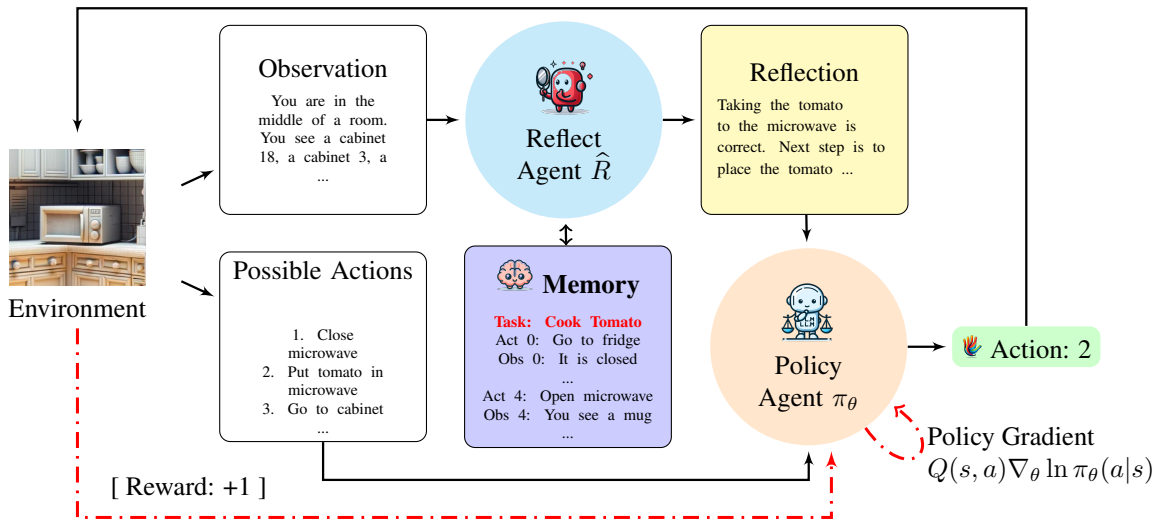 Observation
You are in the
middle of a room.
You see a cabinet
18, a cabinet 3, a
...
Reflect
Agent R̂
Reflection
Taking the tomato
to the microwave is
correct. Next step is to
place the tomato ...
Environment
Possible Actions
1. Close
microwave
2. Put tomato in
microwave
3. Go to cabinet
...
Memory
Task: Cook Tomato
Act 0: Go to fridge
Obs 0: It is closed
...
Act 4: Open microwave
Obs 4: You see a mug
...
LLM
Policy
Agent πθ
Action: 2
Policy Gradient
Q(s, a)∇θ ln πθ(a|s)
[ Reward: +1 ]